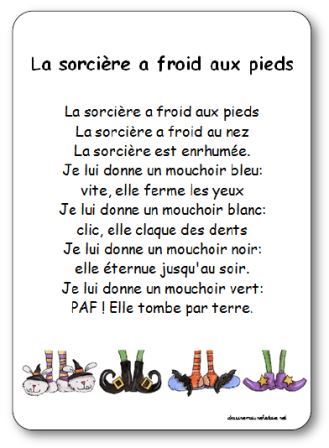 La sorcière a froid aux pieds
La sorcière a froid aux pieds
La sorcière a froid au nez
La sorcière est enrhumée.
Je lui donne un mouchoir bleu:
vite, elle ferme les yeux
Je lui donne un mouchoir blanc:
clic, elle claque des dents
Je lui donne un mouchoir noir:
elle éternue jusqu'au soir.
Je lui donne un mouchoir vert:
PAF ! Elle tombe par terre.